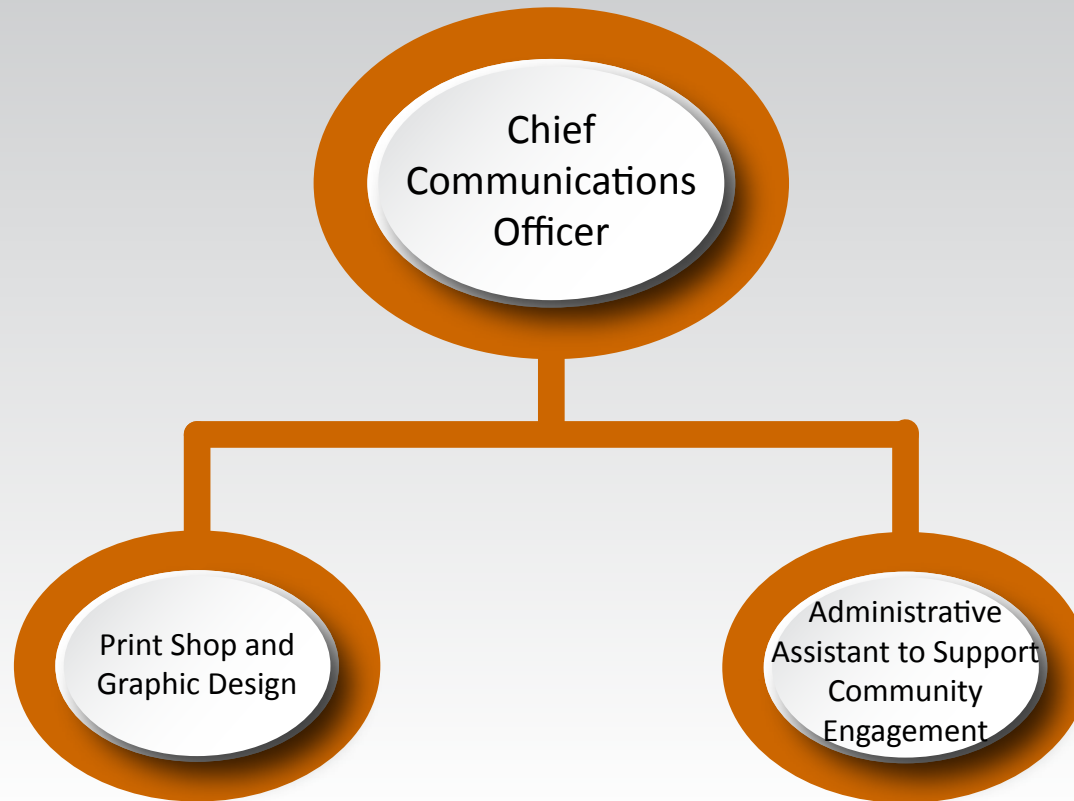 Chief
Communications
Officer
Print Shop and
Graphic Design
Administrative
Assistant to Support
Community
Engagement